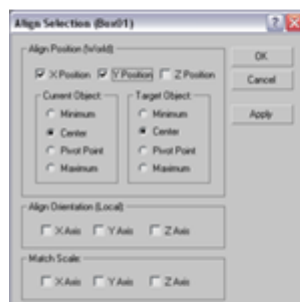 Align Selection (Box01)
Align Position (World)
X Position Y Position Z Position
Current Object: Target Object:
Minimum Minimum
Center Center
Pivot Point Pivot Point
Maximum Maximum
Align Orientation (Local):
X Axis Y Axis Z Axis
Match Scale:
X Axis Y Axis Z Axis
OK
Cancel
Apply